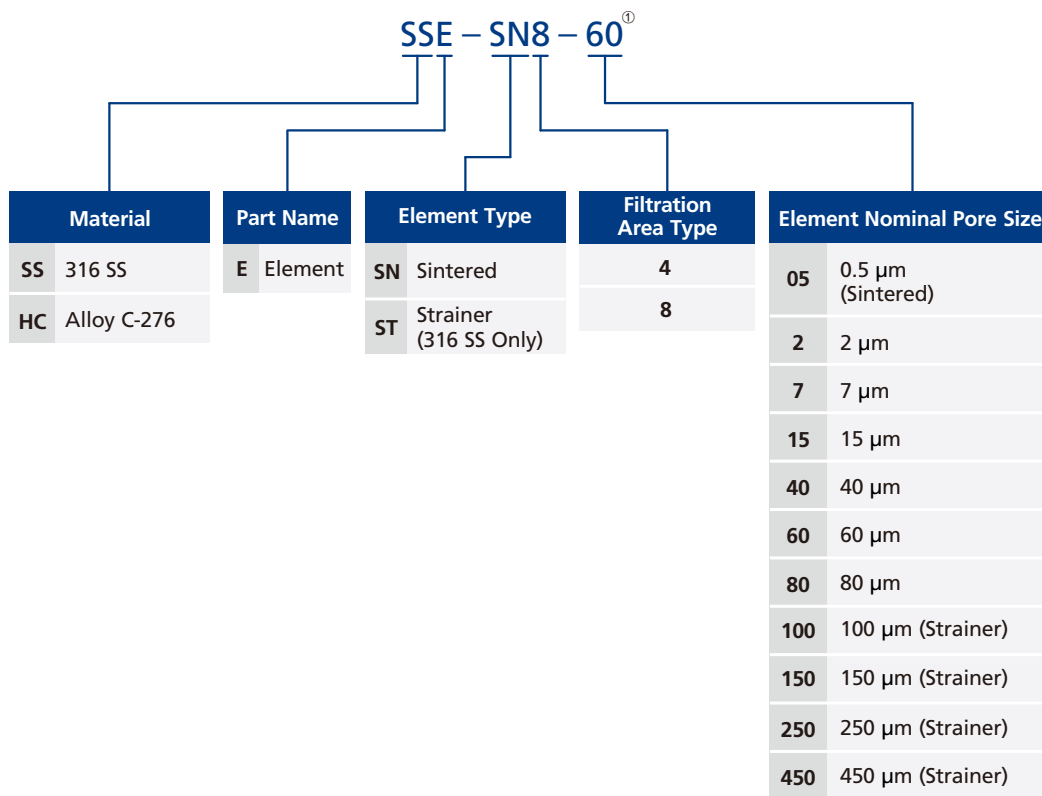 SSE – SN8 – 60①
Material
SS 316 SS
HC Alloy C-276
Part Name
E Element
Element Type
SN Sintered
ST Strainer
(316 SS Only)
Filtration
Area Type
4
8
Element Nominal Pore Size
05 0.5 µm
(Sintered)
2 2 µm
7 7 µm
15 15 µm
40 40 µm
60 60 µm
80 80 µm
100 100 µm (Strainer)
150 150 µm (Strainer)
250 250 µm (Strainer)
450 450 µm (Strainer)